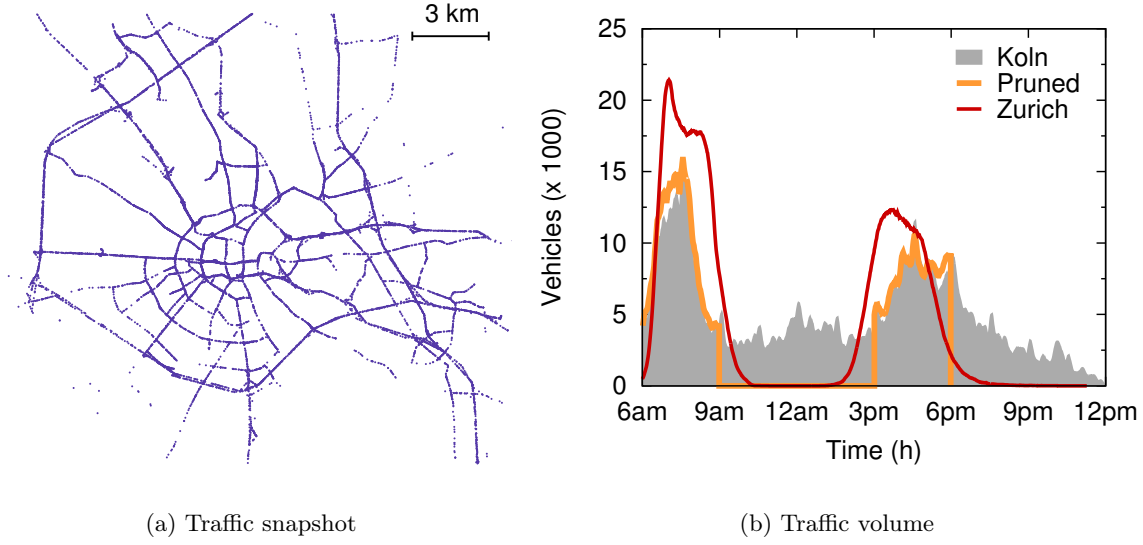 3 km
(a) Traffic snapshot
Vehicles (x 1000)
25
20
15
10
5
0
6am 9am 12am 3pm 6pm 9pm 12pm
Time (h)
Koln
Pruned
Zurich
(b) Traffic volume